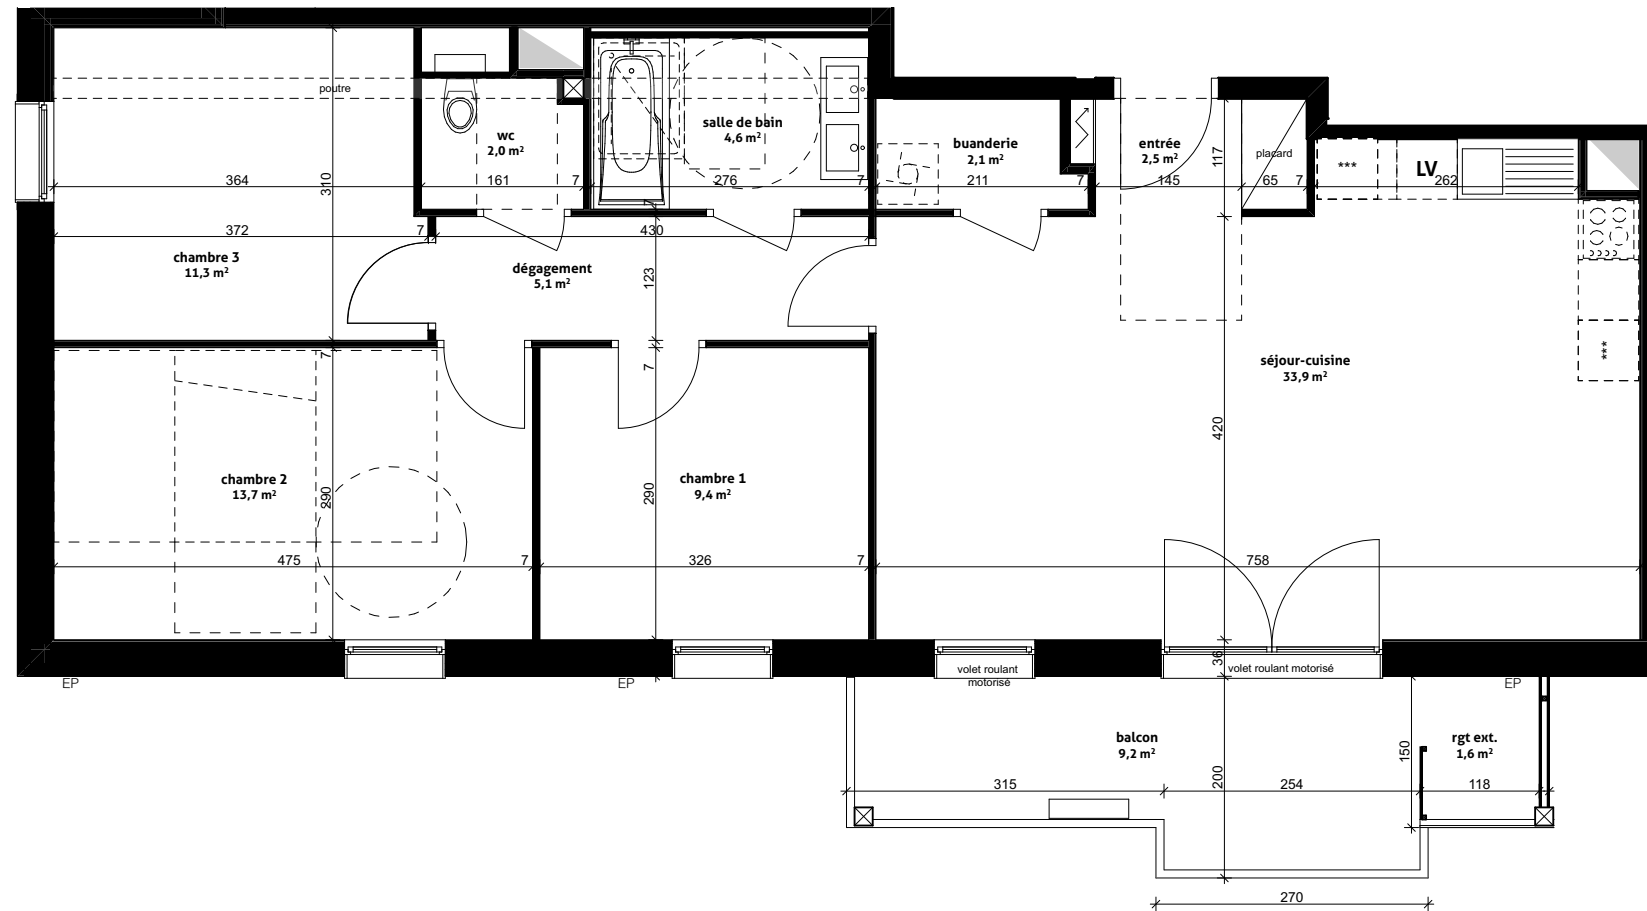 poutre
wc
2,0 m²
salle de bain
4,6 m²
buanderie
2,1 m²
entrée
2,5 m²
117
placard
***
LV
364
310
161
7
276
7
7
211
7
145
65
7
262
372
7
430
chambre 3
11,3 m²
dégagement
5,1 m²
123
séjour-cuisine
33,9 m²
***
7
7
420
chambre 2
13,7 m²
290
chambre 1
9,4 m²
290
475
7
326
7
758
36
volet roulant
motorisé
volet roulant motorisé
EP
EP
EP
balcon
9,2 m²
rgt ext.
1,6 m²
150
200
315
254
118
270